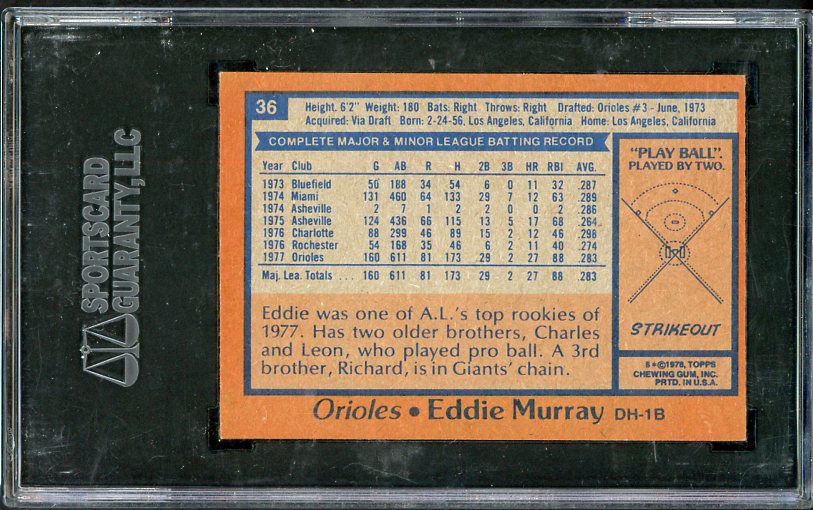 SPORTSCARD
GUARANTY,LLC
36
Height. 6'2" Weight: 180 Bats: Right Throws: Right Drafted: Orioles #3 - June, 1973
Acquired: Via Draft Born: 2-24-56, Los Angeles, California Home: Los Angeles, California
COMPLETE MAJOR & MINOR LEAGUE BATTING RECORD
Year Club G AB R H 2B 3B HR RBI AVG.
1973 Bluefield 50 188 34 54 6 0 11 32 .287
1974 Miami 131 460 64 133 29 7 12 63 .289
1974 Asheville 2 7 1 2 2 0 0 2 .286
1975 Asheville 124 436 66 115 13 5 17 68 .264
1976 Charlotte 88 299 46 89 15 2 12 46 .298
1976 Rochester 54 168 35 46 6 2 11 40 .274
1977 Orioles 160 611 81 173 29 2 27 88 .283
Maj. Lea. Totals ... 160 611 81 173 29 2 27 88 .283
Eddie was one of A.L.'s top rookies of
1977. Has two older brothers, Charles
and Leon, who played pro ball. A 3rd
brother, Richard, is in Giants' chain.
"PLAY BALL".
PLAYED BY TWO.
STRIKEOUT
©1978, TOPPS
CHEWING GUM, INC.
PRTD. IN U.S.A.
Orioles • Eddie Murray DH-1B